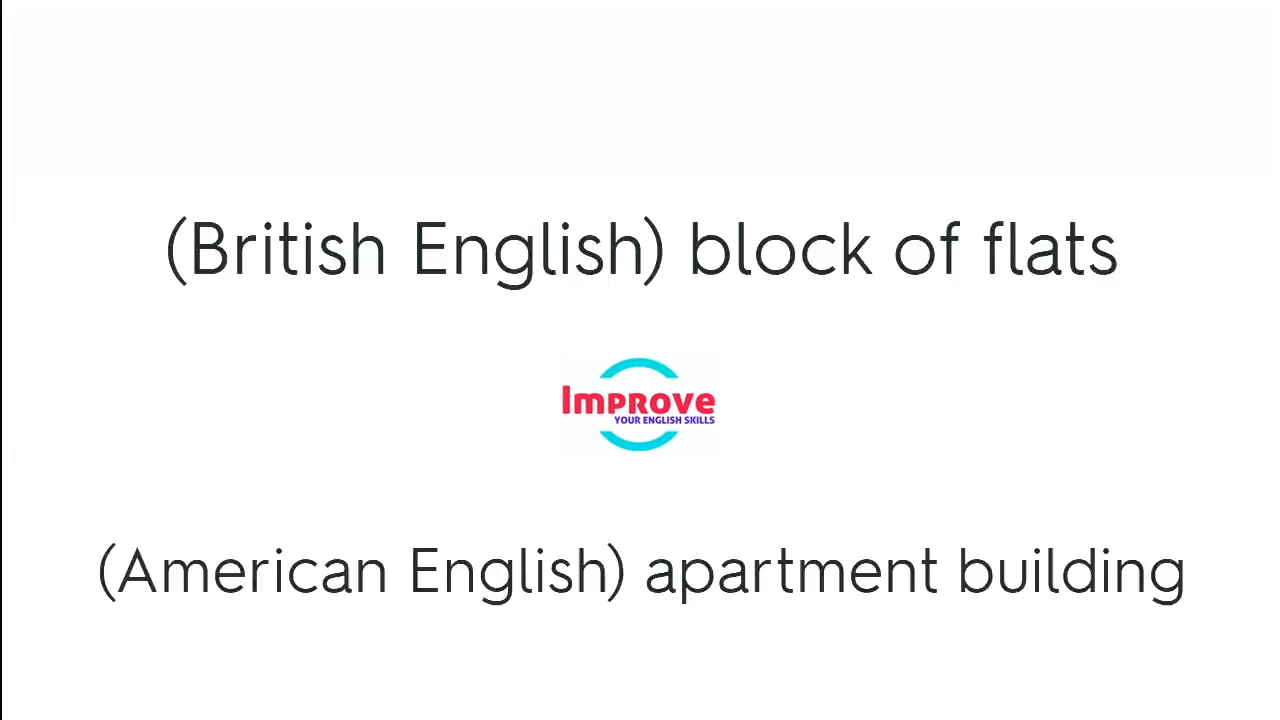 (British English) block of flats
Improve
YOUR ENGLISH SKILLS
(American English) apartment building